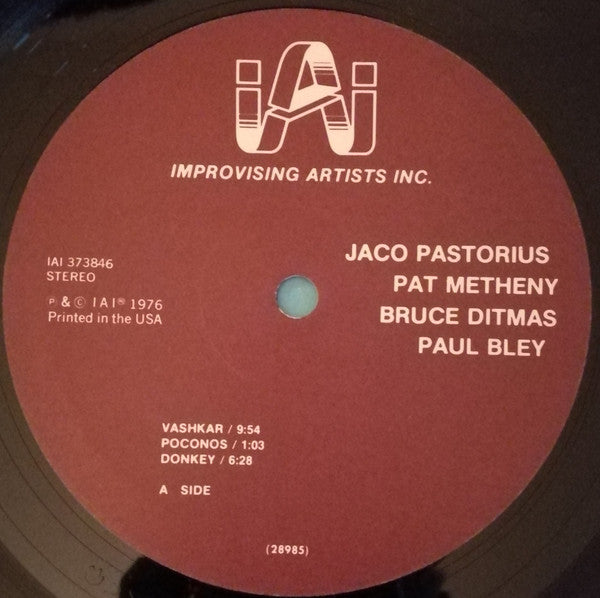 iAi
IMPROVISING ARTISTS INC.
JACO PASTORIUS
PAT METHENY
BRUCE DITMAS
PAUL BLEY
IAI 373846
STEREO
℗ & © I A I™ 1976
Printed in the USA
VASHKAR / 9:54
POCONOS / 1:03
DONKEY / 6:28
A SIDE
(28985)